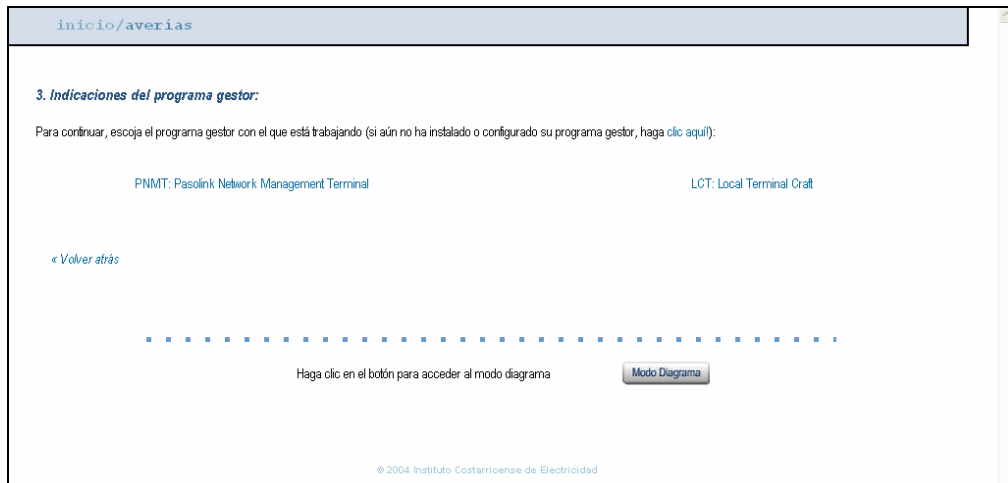 inicio/averías
3. Indicaciones del programa gestor:
Para continuar, escoja el programa gestor con el que está trabajando (si aún no ha instalado o configurado su programa gestor, haga clic aquí!):
PNMT: Pasolink Network Management Terminal LCT: Local Terminal Craft
« Volver atrás
Haga clic en el botón para acceder al modo diagrama Modo Diagrama
® 2004 Instituto Costarricense de Electricidad